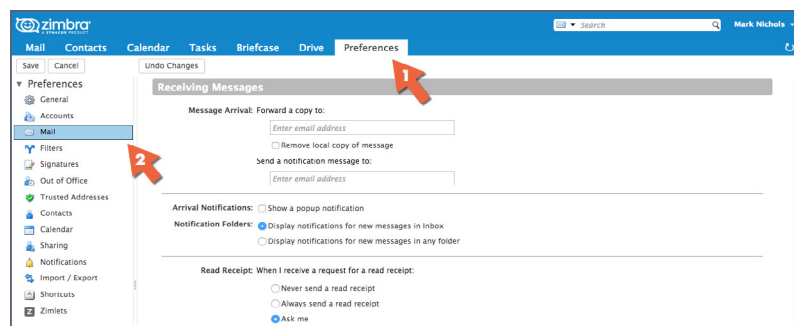 zimbra
A SYNACOR PRODUCT
Search
Mark Nichols
Mail Contacts Calendar Tasks Briefcase Drive Preferences
Save Cancel Undo Changes
Preferences
General
Accounts
Mail
Filters
Signatures
Out of Office
Trusted Addresses
Contacts
Calendar
Sharing
Notifications
Import / Export
Shortcuts
Z Zimlets
1
2
Receiving Messages
Message Arrival: Forward a copy to:
Enter email address
Remove local copy of message
Send a notification message to:
Enter email address
Arrival Notifications: Show a popup notification
Notification Folders: Display notifications for new messages in Inbox
Display notifications for new messages in any folder
Read Receipt: When I receive a request for a read receipt:
Never send a read receipt
Always send a read receipt
Ask me